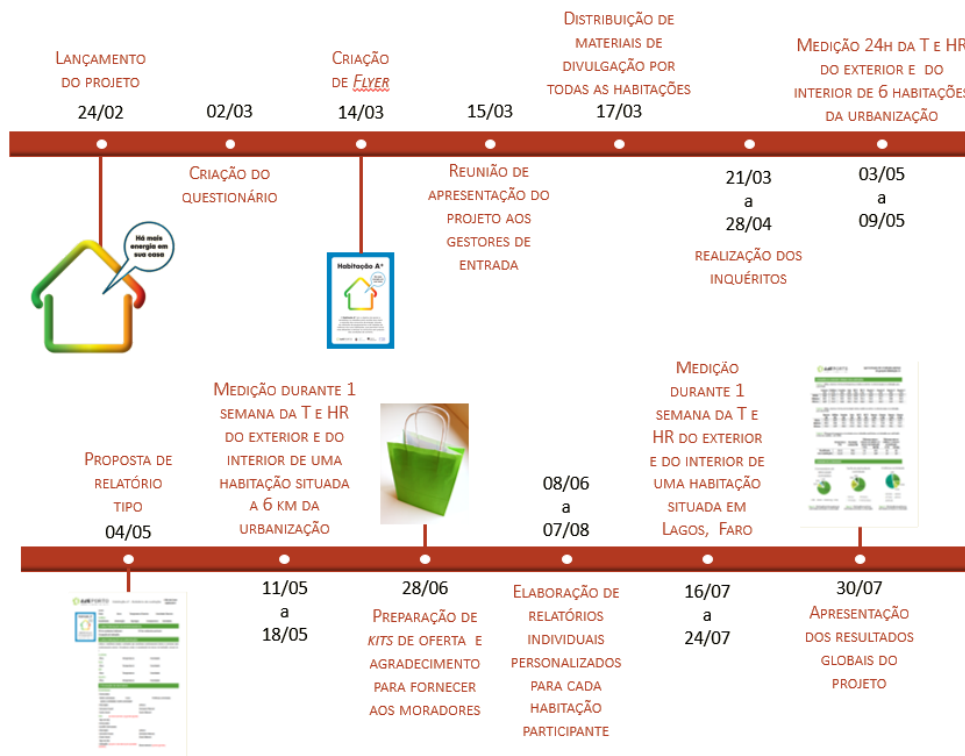 LANÇAMENTO
DO PROJETO
24/02
02/03
CRIAÇÃO DO
QUESTIONÁRIO
CRIAÇÃO
DE FLYER
14/03
15/03
REUNIÃO DE
APRESENTAÇÃO DO
PROJETO AOS
GESTORES DE
ENTRADA
DISTRIBUIÇÃO DE
MATERIAIS DE
DIVULGAÇÃO POR
TODAS AS HABITAÇÕES
17/03
21/03
a
28/04
REALIZAÇÃO DOS
INQUÉRITOS
MEDIÇÃO 24H DA T E HR
DO EXTERIOR E DO
INTERIOR DE 6 HABITAÇÕES
DA URBANIZAÇÃO
03/05
a
09/05
Há mais
energia em
sua casa
Habitação A+
PROPOSTA DE
RELATÓRIO
TIPO
04/05
MEDIÇÃO DURANTE 1
SEMANA DA T E HR
DO EXTERIOR E DO
INTERIOR DE UMA
HABITAÇÃO SITUADA
A 6 KM DA
URBANIZAÇÃO
11/05
a
18/05
28/06
PREPARAÇÃO DE
KITS DE OFERTA E
AGRADECIMENTO
PARA FORNECER
AOS MORADORES
08/06
a
07/08
ELABORAÇÃO DE
RELATÓRIOS
INDIVIDUAIS
PERSONALIZADOS
PARA CADA
HABITAÇÃO
PARTICIPANTE
MEDIÇÃO
DURANTE 1
SEMANA DA T E
HR DO EXTERIOR
E DO INTERIOR DE
UMA HABITAÇÃO
SITUADA EM
LAGOS, FARO
16/07
a
24/07
30/07
APRESENTAÇÃO
DOS RESULTADOS
GLOBAIS DO
PROJETO